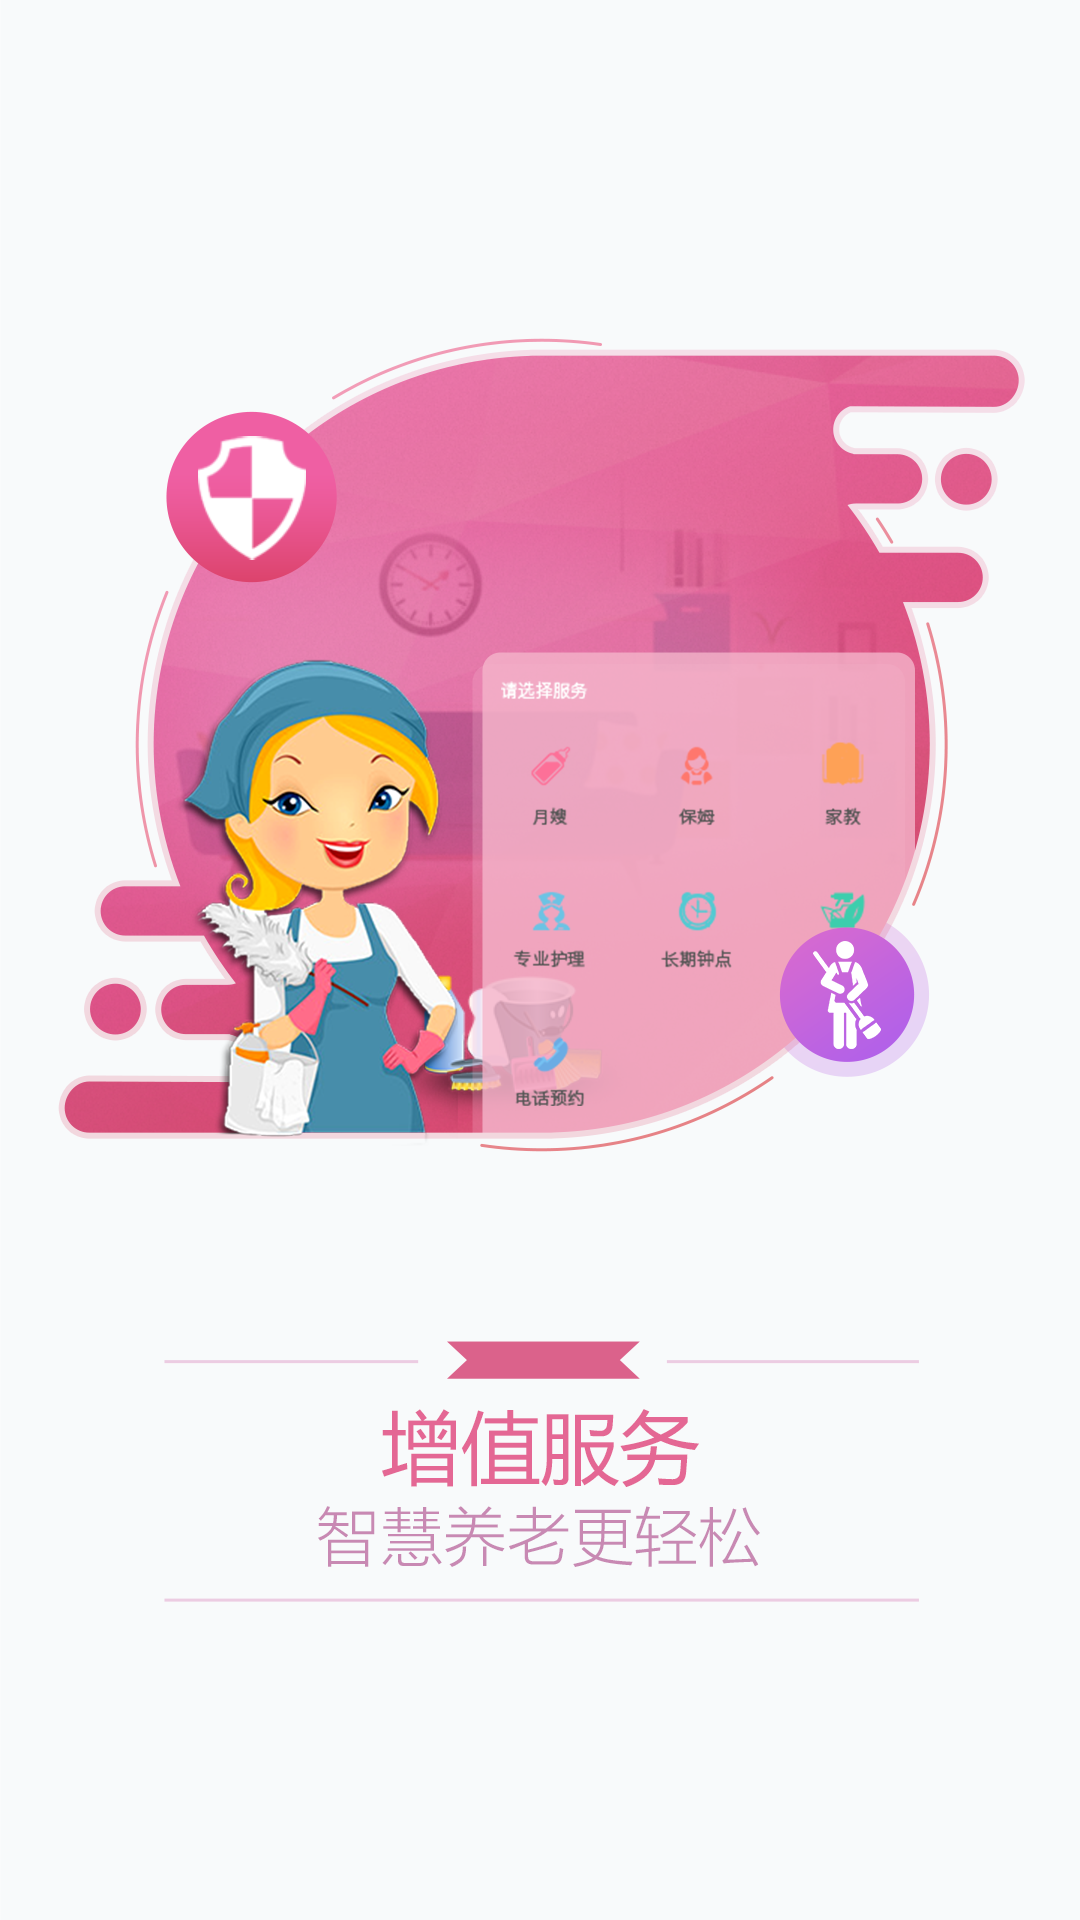 请选择服务
月嫂 保姆 家教
专业护理 长期钟点
电话预约
增值服务
智慧养老更轻松